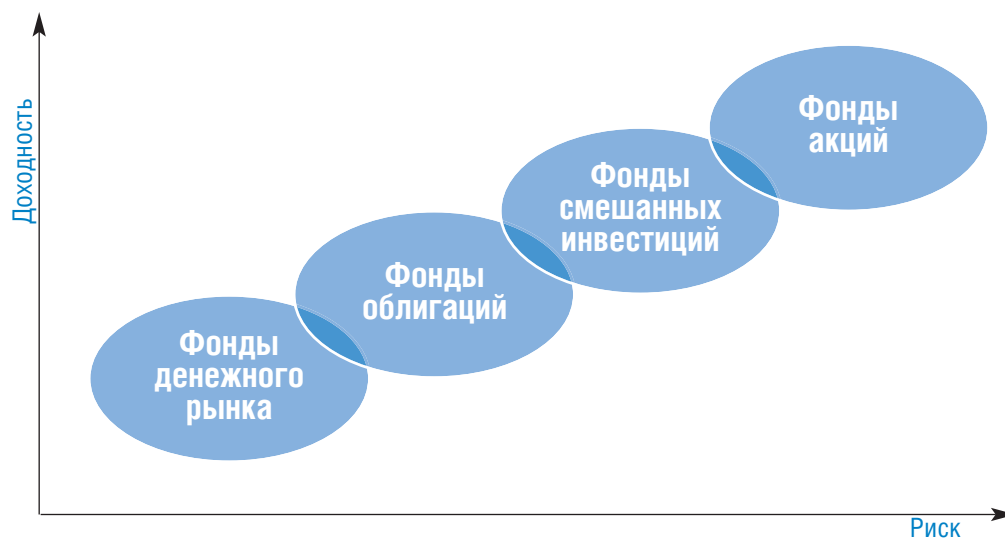 Доходность
Фонды
акций
Фонды
смешанных
инвестиций
Фонды
облигаций
Фонды
денежного
рынка
Риск